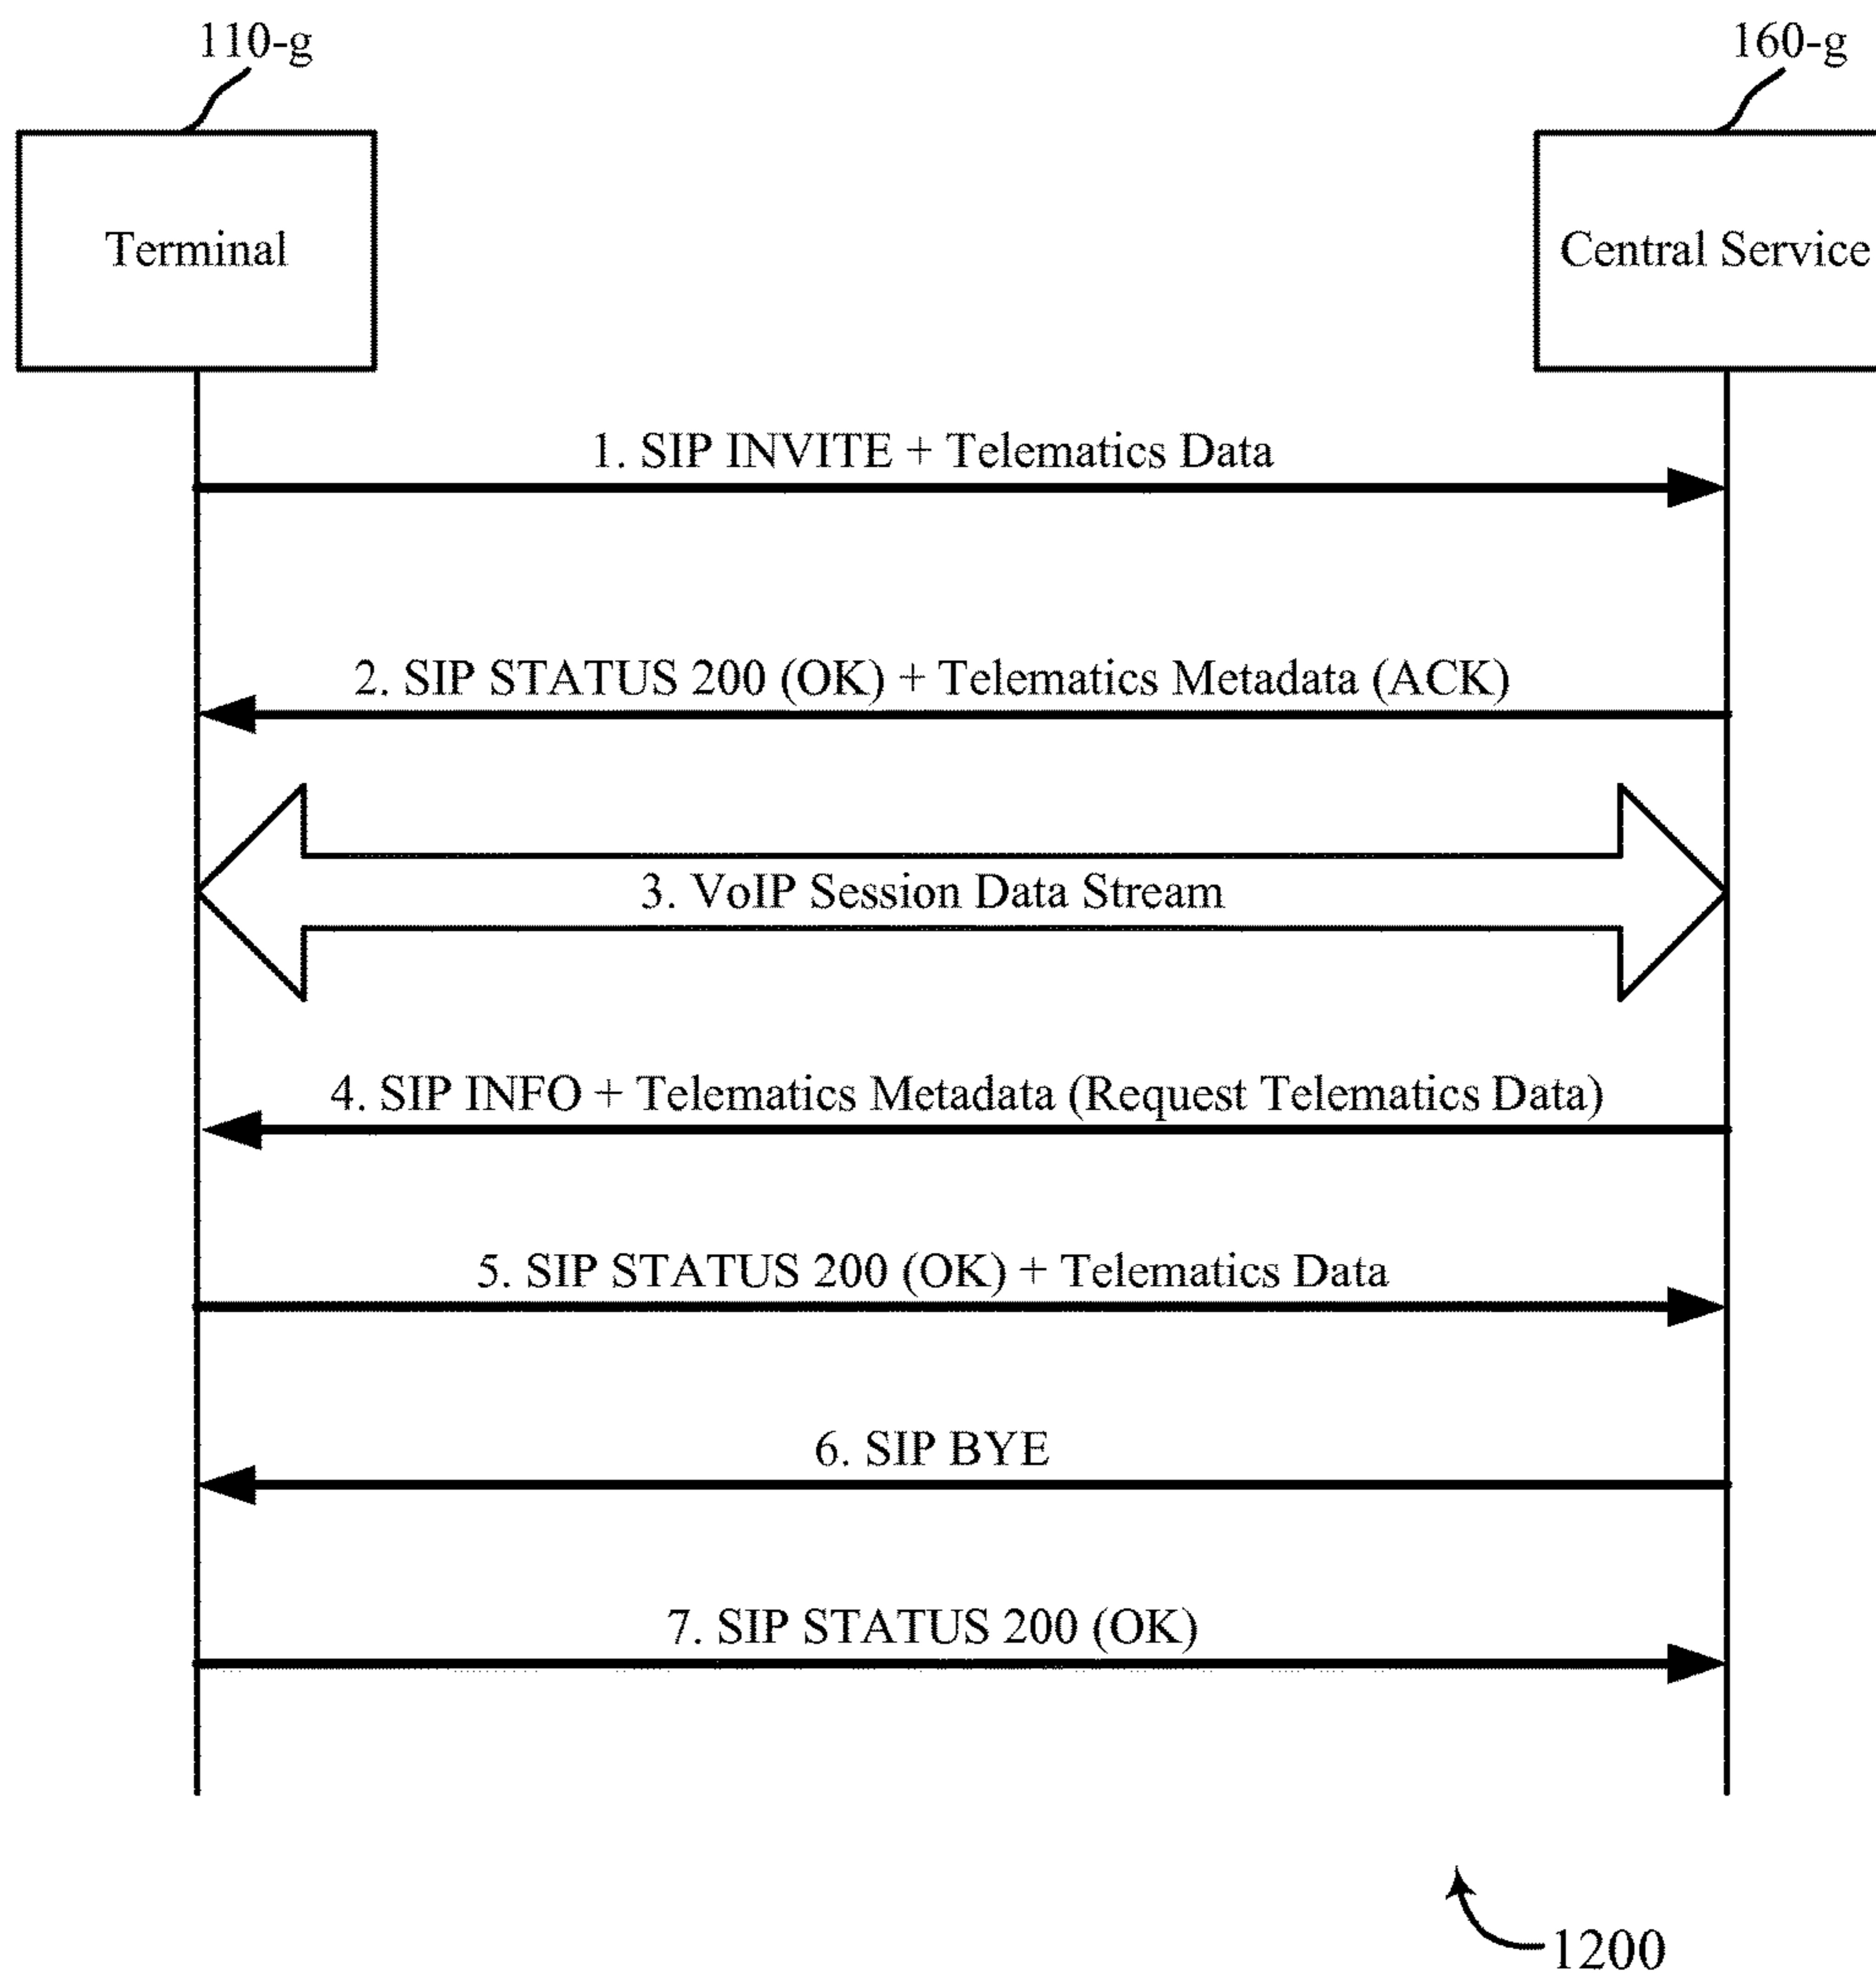 110-g
160-g
Terminal
Central Service
1. SIP INVITE + Telematics Data
2. SIP STATUS 200 (OK) + Telematics Metadata (ACK)
3. VoIP Session Data Stream
4. SIP INFO + Telematics Metadata (Request Telematics Data)
5. SIP STATUS 200 (OK) + Telematics Data
6. SIP BYE
7. SIP STATUS 200 (OK)
1200